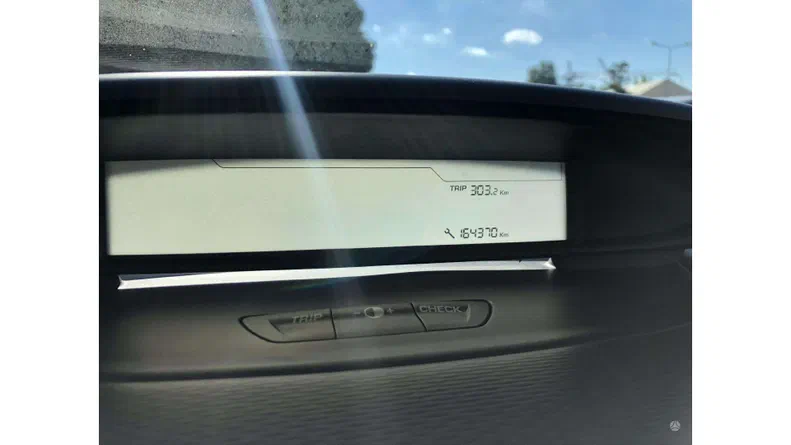 TRIP 303.2 Km
164370 Km
TRIP - + CHECK